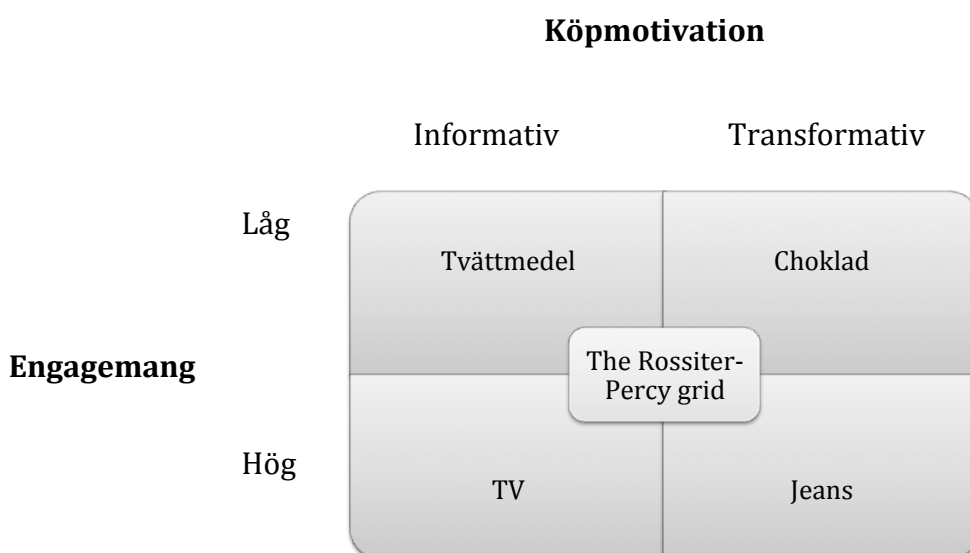 Köpmotivation
Informativ Transformativ
Låg
Tvättmedel Choklad
The Rossiter-
Percy grid
Engagemang
Hög
TV Jeans